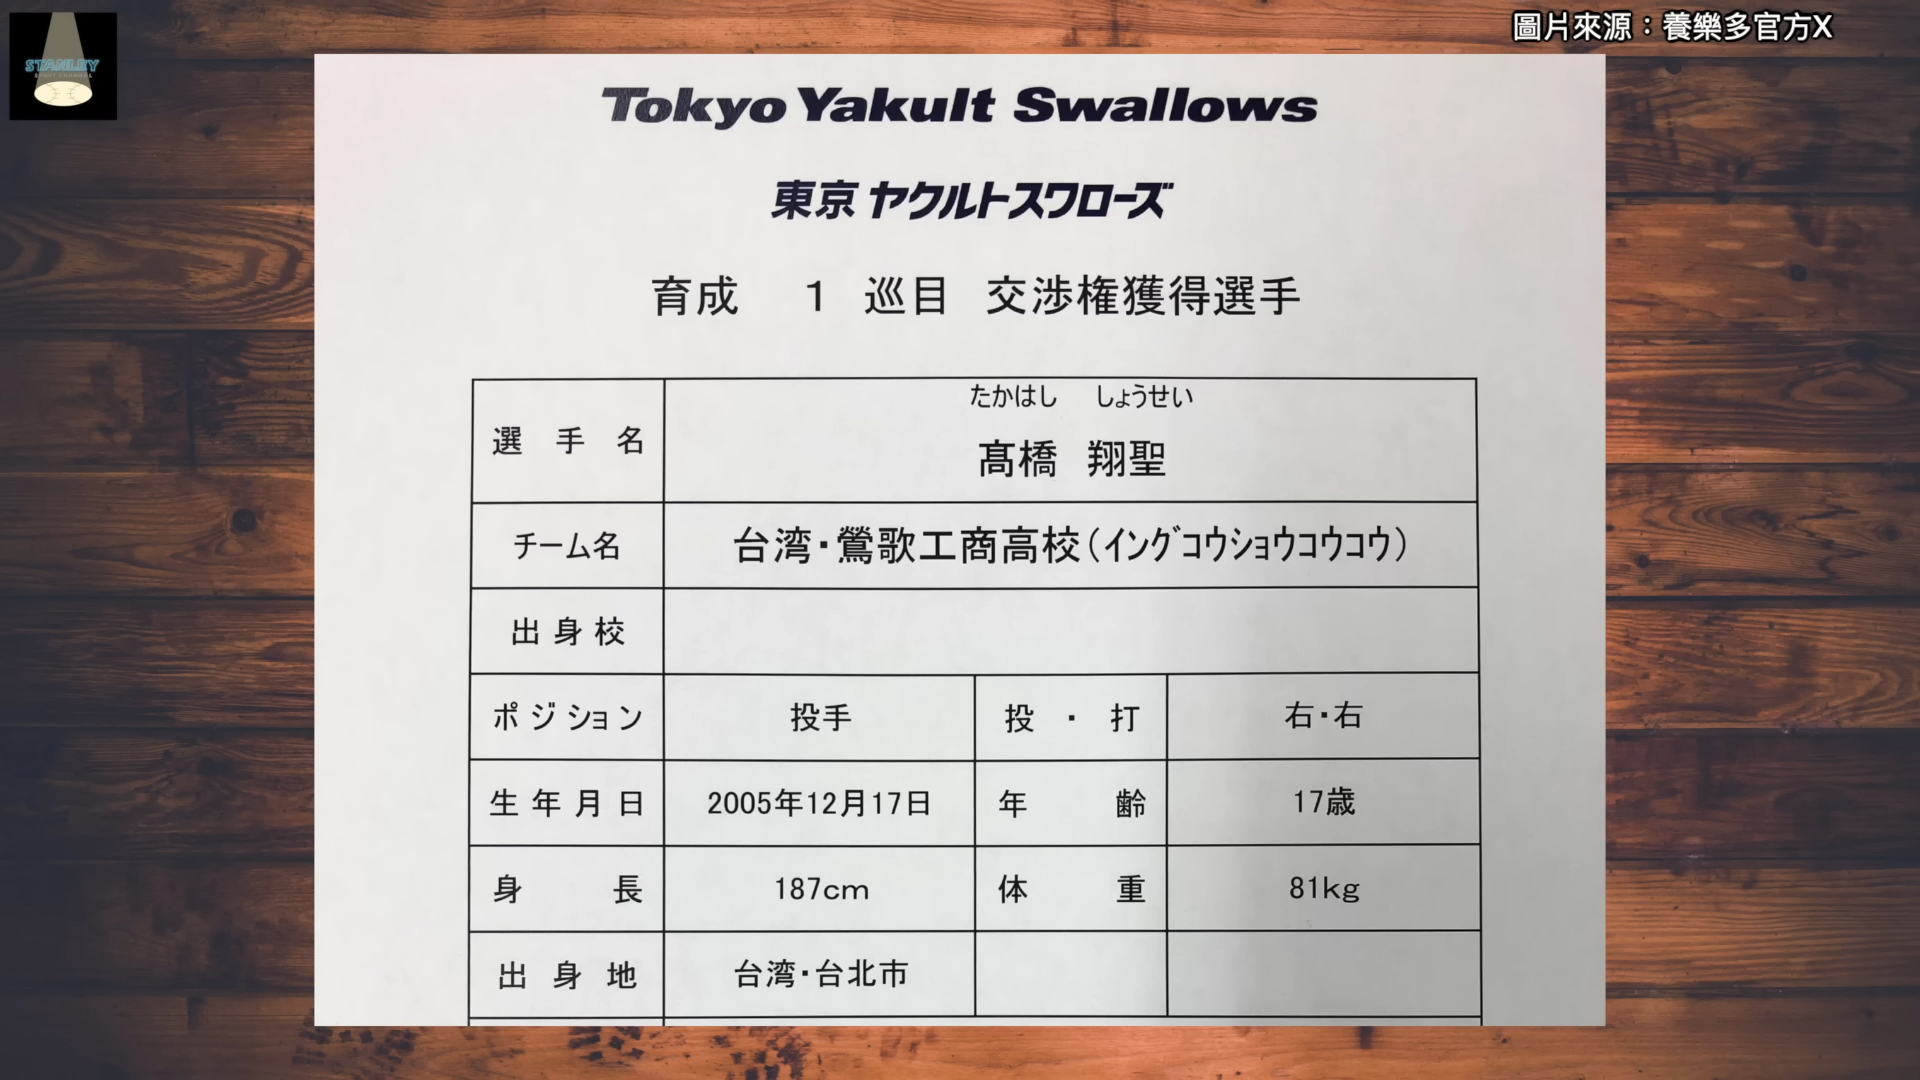 圖片來源：養樂多官方X
STANLEY
Tokyo Yakult Swallows
東京ヤクルトスワローズ
育成 1 巡目 交渉権獲得選手
たかはし しょうせい
選手名 髙橋 翔聖
チーム名 台湾・鶯歌工商高校(イングコウショウコウコウ)
出身校
ポジション 投手 投・打 右・右
生年月日 2005年12月17日 年齢 17歳
身長 187cm 体重 81kg
出身地 台湾・台北市